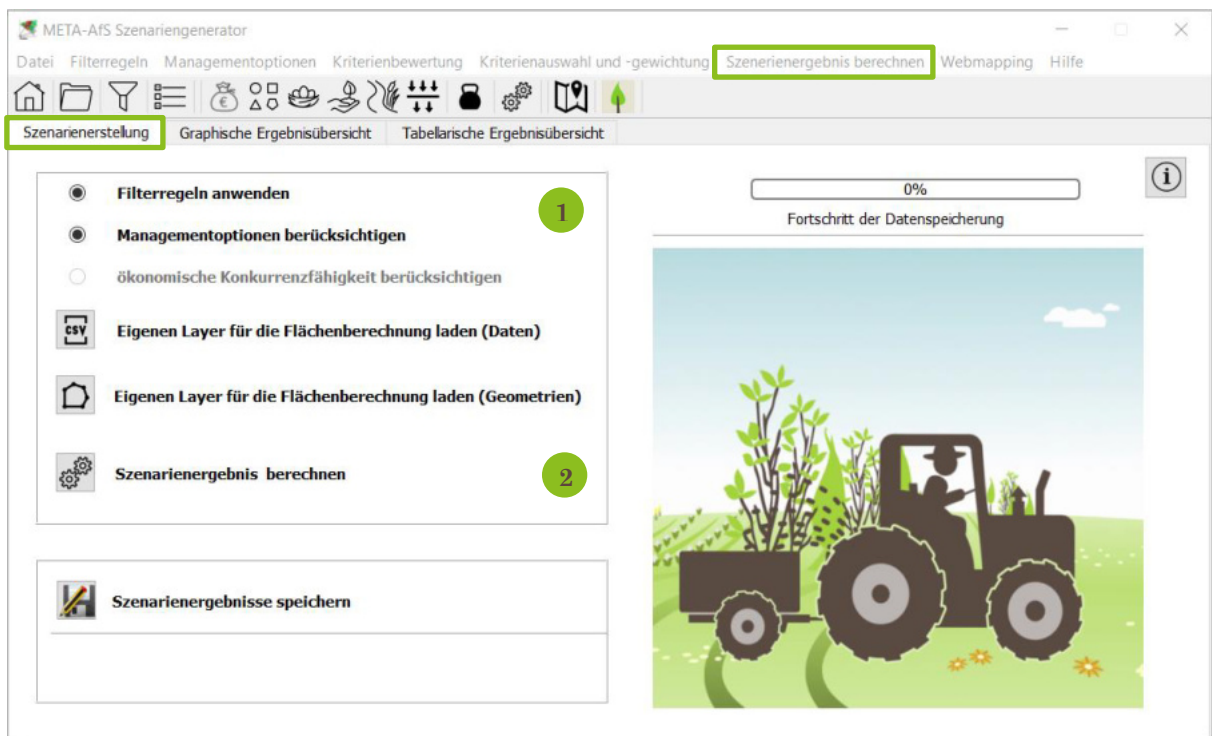 META-AfS Szenariengenerator
Datei Filterregeln Managementoptionen Kriterienbewertung Kriterienauswahl und -gewichtung Szenerienergebnis berechnen Webmapping Hilfe
Szenarienerstellung Graphische Ergebnisübersicht Tabellarische Ergebnisübersicht
Filterregeln anwenden
1
Managementoptionen berücksichtigen
ökonomische Konkurrenzfähigkeit berücksichtigen
CSV
Eigenen Layer für die Flächenberechnung laden (Daten)
Eigenen Layer für die Flächenberechnung laden (Geometrien)
Szenarienergebnis berechnen
2
Szenarienergebnisse speichern
0%
Fortschritt der Datenspeicherung
i